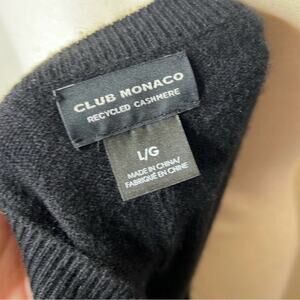 CLUB MONACO
RECYCLED CASHMERE
L/G
MADE IN CHINA/
FABRIQUÉ EN CHINE